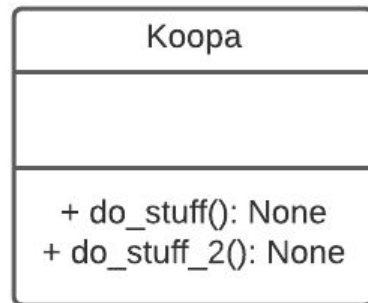 Koopa
+ do_stuff(): None
+ do_stuff_2(): None